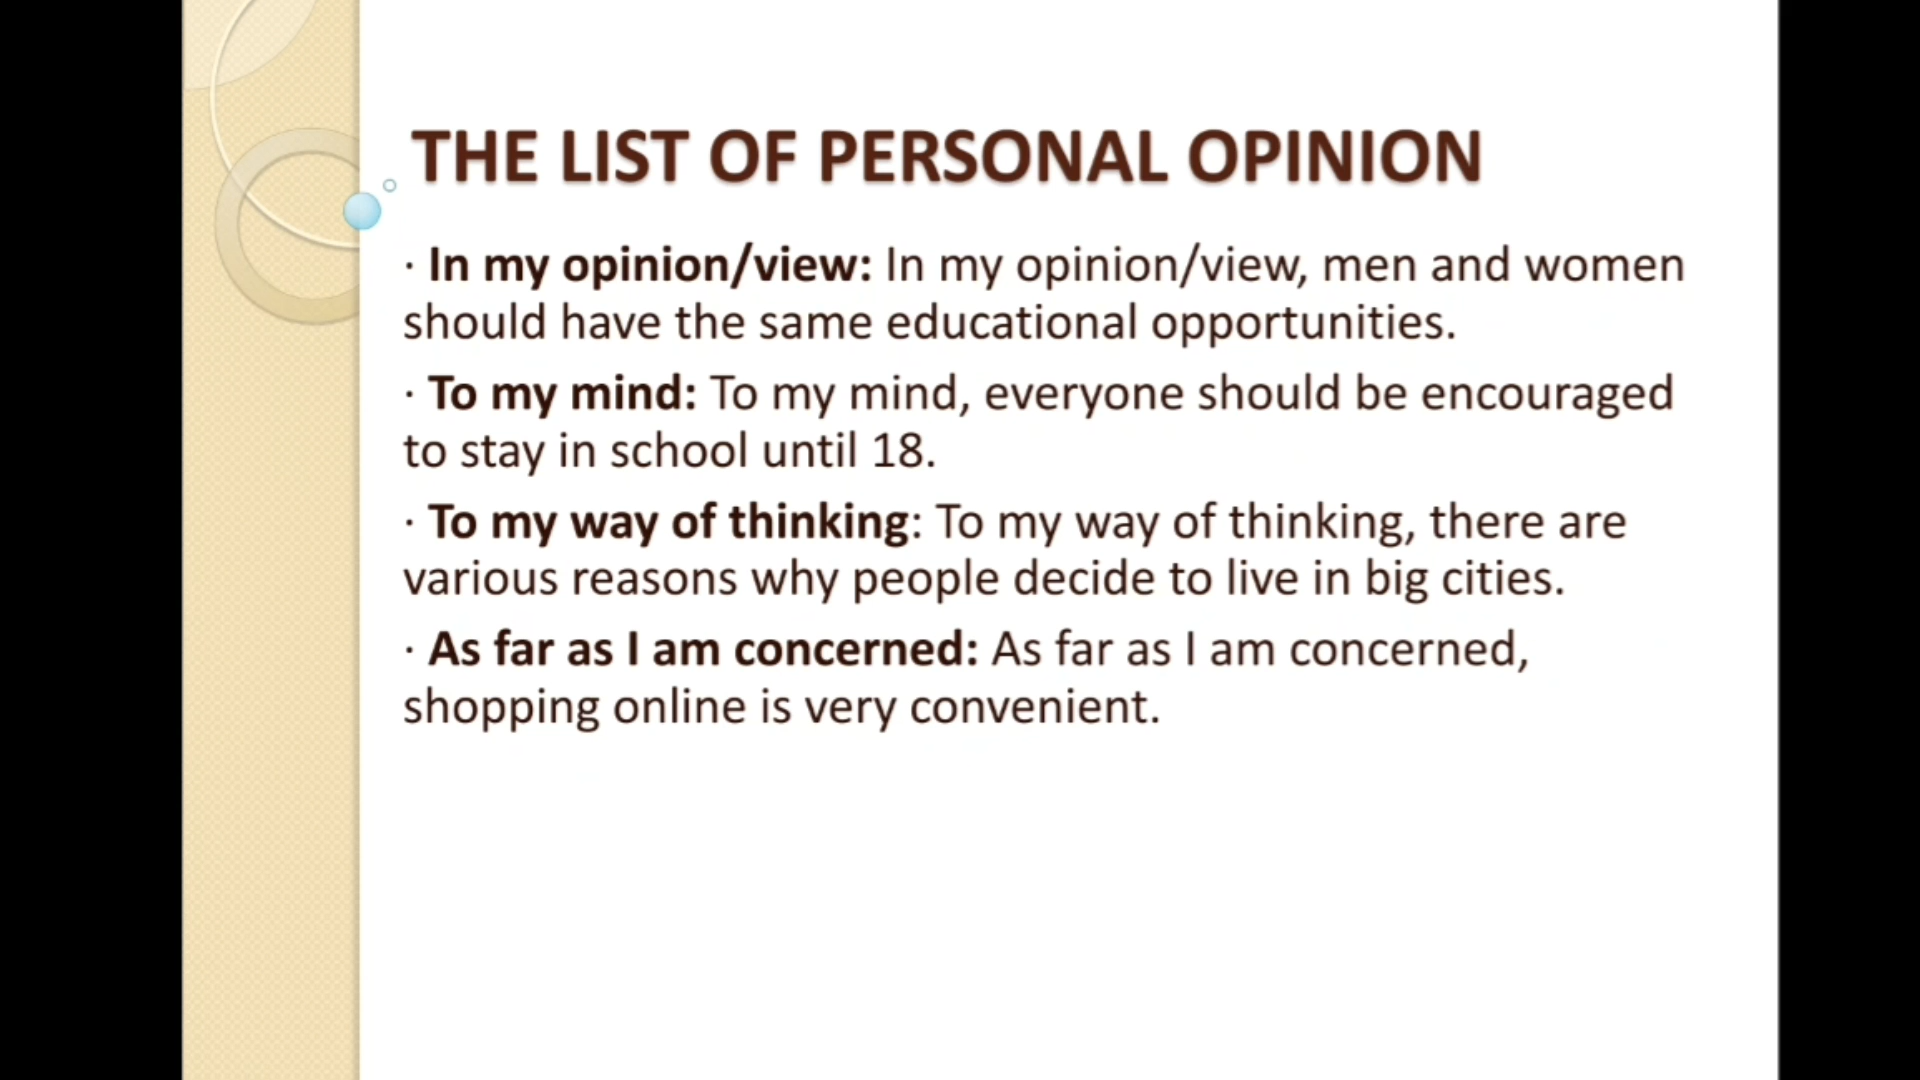 THE LIST OF PERSONAL OPINION
· In my opinion/view: In my opinion/view, men and women
should have the same educational opportunities.
· To my mind: To my mind, everyone should be encouraged
to stay in school until 18.
· To my way of thinking: To my way of thinking, there are
various reasons why people decide to live in big cities.
· As far as I am concerned: As far as I am concerned,
shopping online is very convenient.